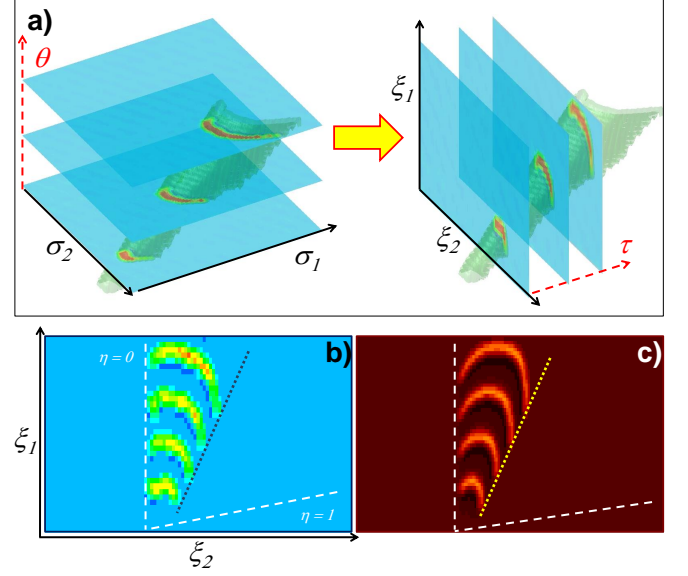 a)
θ
σ₂
σ₁
ξ₁
ξ₂
τ
η = 0
b)
c)
ξ₁
η = 1
ξ₂